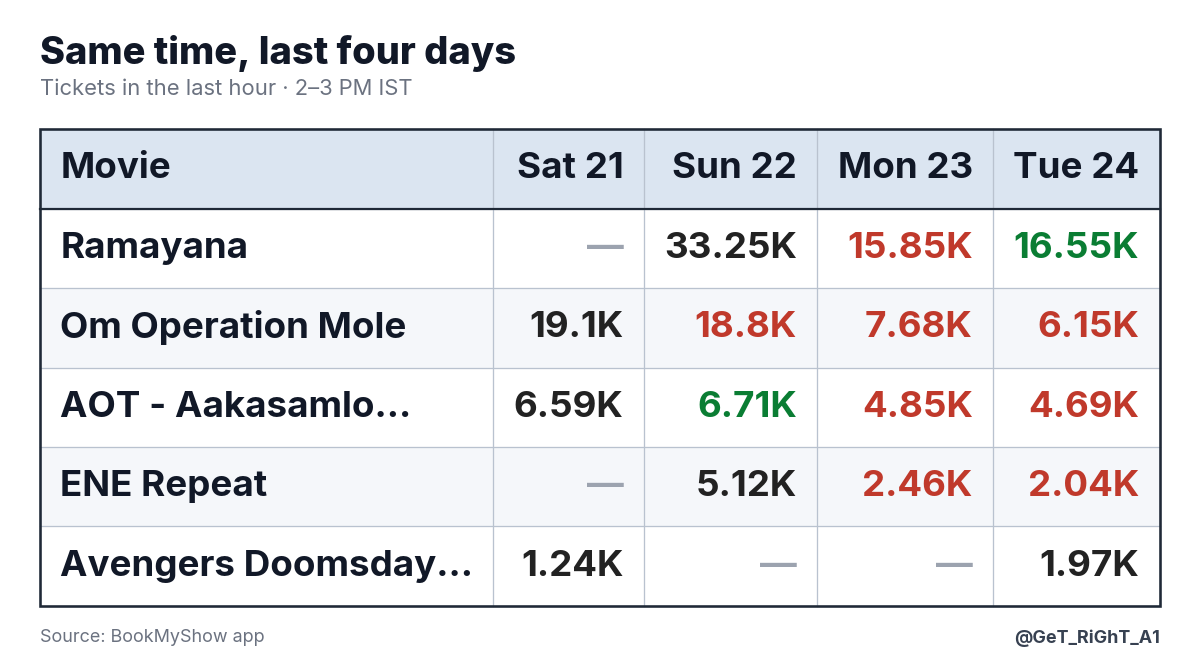 Same time, last four days
Tickets in the last hour · 2–3 PM IST
Movie Sat 21 Sun 22 Mon 23 Tue 24
Ramayana — 33.25K 15.85K 16.55K
Om Operation Mole 19.1K 18.8K 7.68K 6.15K
AOT - Aakasamlo... 6.59K 6.71K 4.85K 4.69K
ENE Repeat — 5.12K 2.46K 2.04K
Avengers Doomsday... 1.24K — — 1.97K
Source: BookMyShow app @GeT_RiGhT_A1